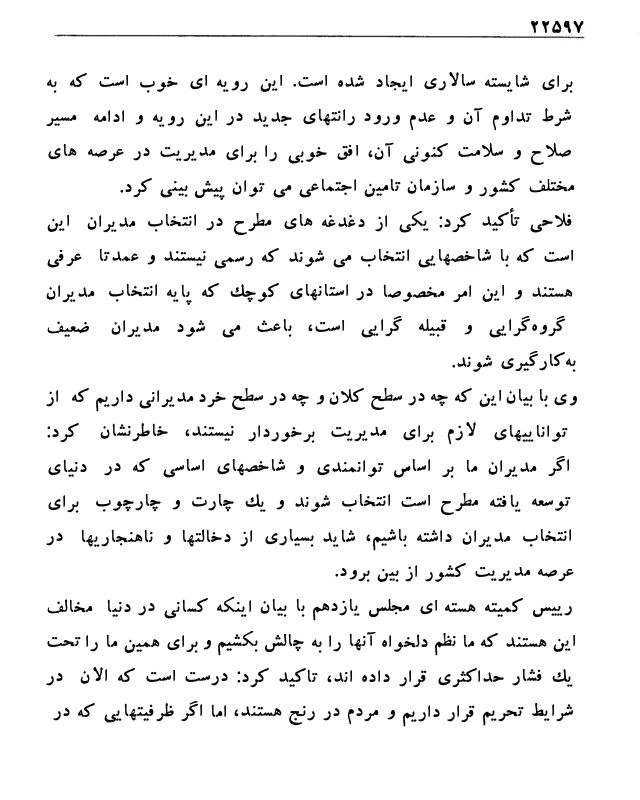 ۲۲۵۹۷
برای شایسته سالاری ایجاد شده است. این رویه ای خوب است که به
شرط تداوم آن و عدم ورود رانتهای جدید در این رویه و ادامه مسیر
صلاح و سلامت کنونی آن، افق خوبی را برای مدیریت در عرصه های
مختلف کشور و سازمان تامین اجتماعی می توان پیش بینی کرد.
فلاحی تأکید کرد: یکی از دغدغه های مطرح در انتخاب مدیران این
است که با شاخصهایی انتخاب می شوند که رسمی نیستند و عمدتا عرفی
هستند و این امر مخصوصا در استانهای کوچك که پایه انتخاب مدیران
گروه‌گرایی و قبیله گرایی است، باعث می شود مدیران ضعیف
به‌کارگیری شوند.
وی با بیان این که چه در سطح کلان و چه در سطح خرد مدیرانی داریم که از
تواناییهای لازم برای مدیریت برخوردار نیستند، خاطرنشان کرد:
اگر مدیران ما بر اساس توانمندی و شاخصهای اساسی که در دنیای
توسعه یافته مطرح است انتخاب شوند و یك چارت و چارچوب برای
انتخاب مدیران داشته باشیم، شاید بسیاری از دخالتها و ناهنجاریها در
عرصه مدیریت کشور از بین برود.
رییس کمیته هسته ای مجلس یازدهم با بیان اینکه کسانی در دنیا مخالف
این هستند که ما نظم دلخواه آنها را به چالش بکشیم و برای همین ما را تحت
یك فشار حداکثری قرار داده اند، تاکید کرد: درست است که الان در
شرایط تحریم قرار داریم و مردم در رنج هستند، اما اگر ظرفیتهایی که در